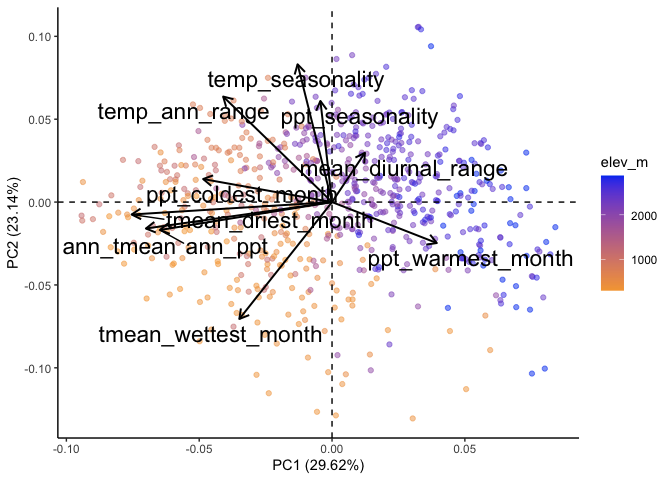 0.10
0.05
0.00
-0.05
-0.10
PC2 (23.14%)
temp_seasonality
temp_ann_range
ppt_seasonality
mean_diurnal_range
ppt_coldest_month
tmean_driest_month
ann_tmean
ann_ppt
ppt_warmest_month
tmean_wettest_month
-0.10
-0.05
0.00
0.05
PC1 (29.62%)
elev_m
2000
1000